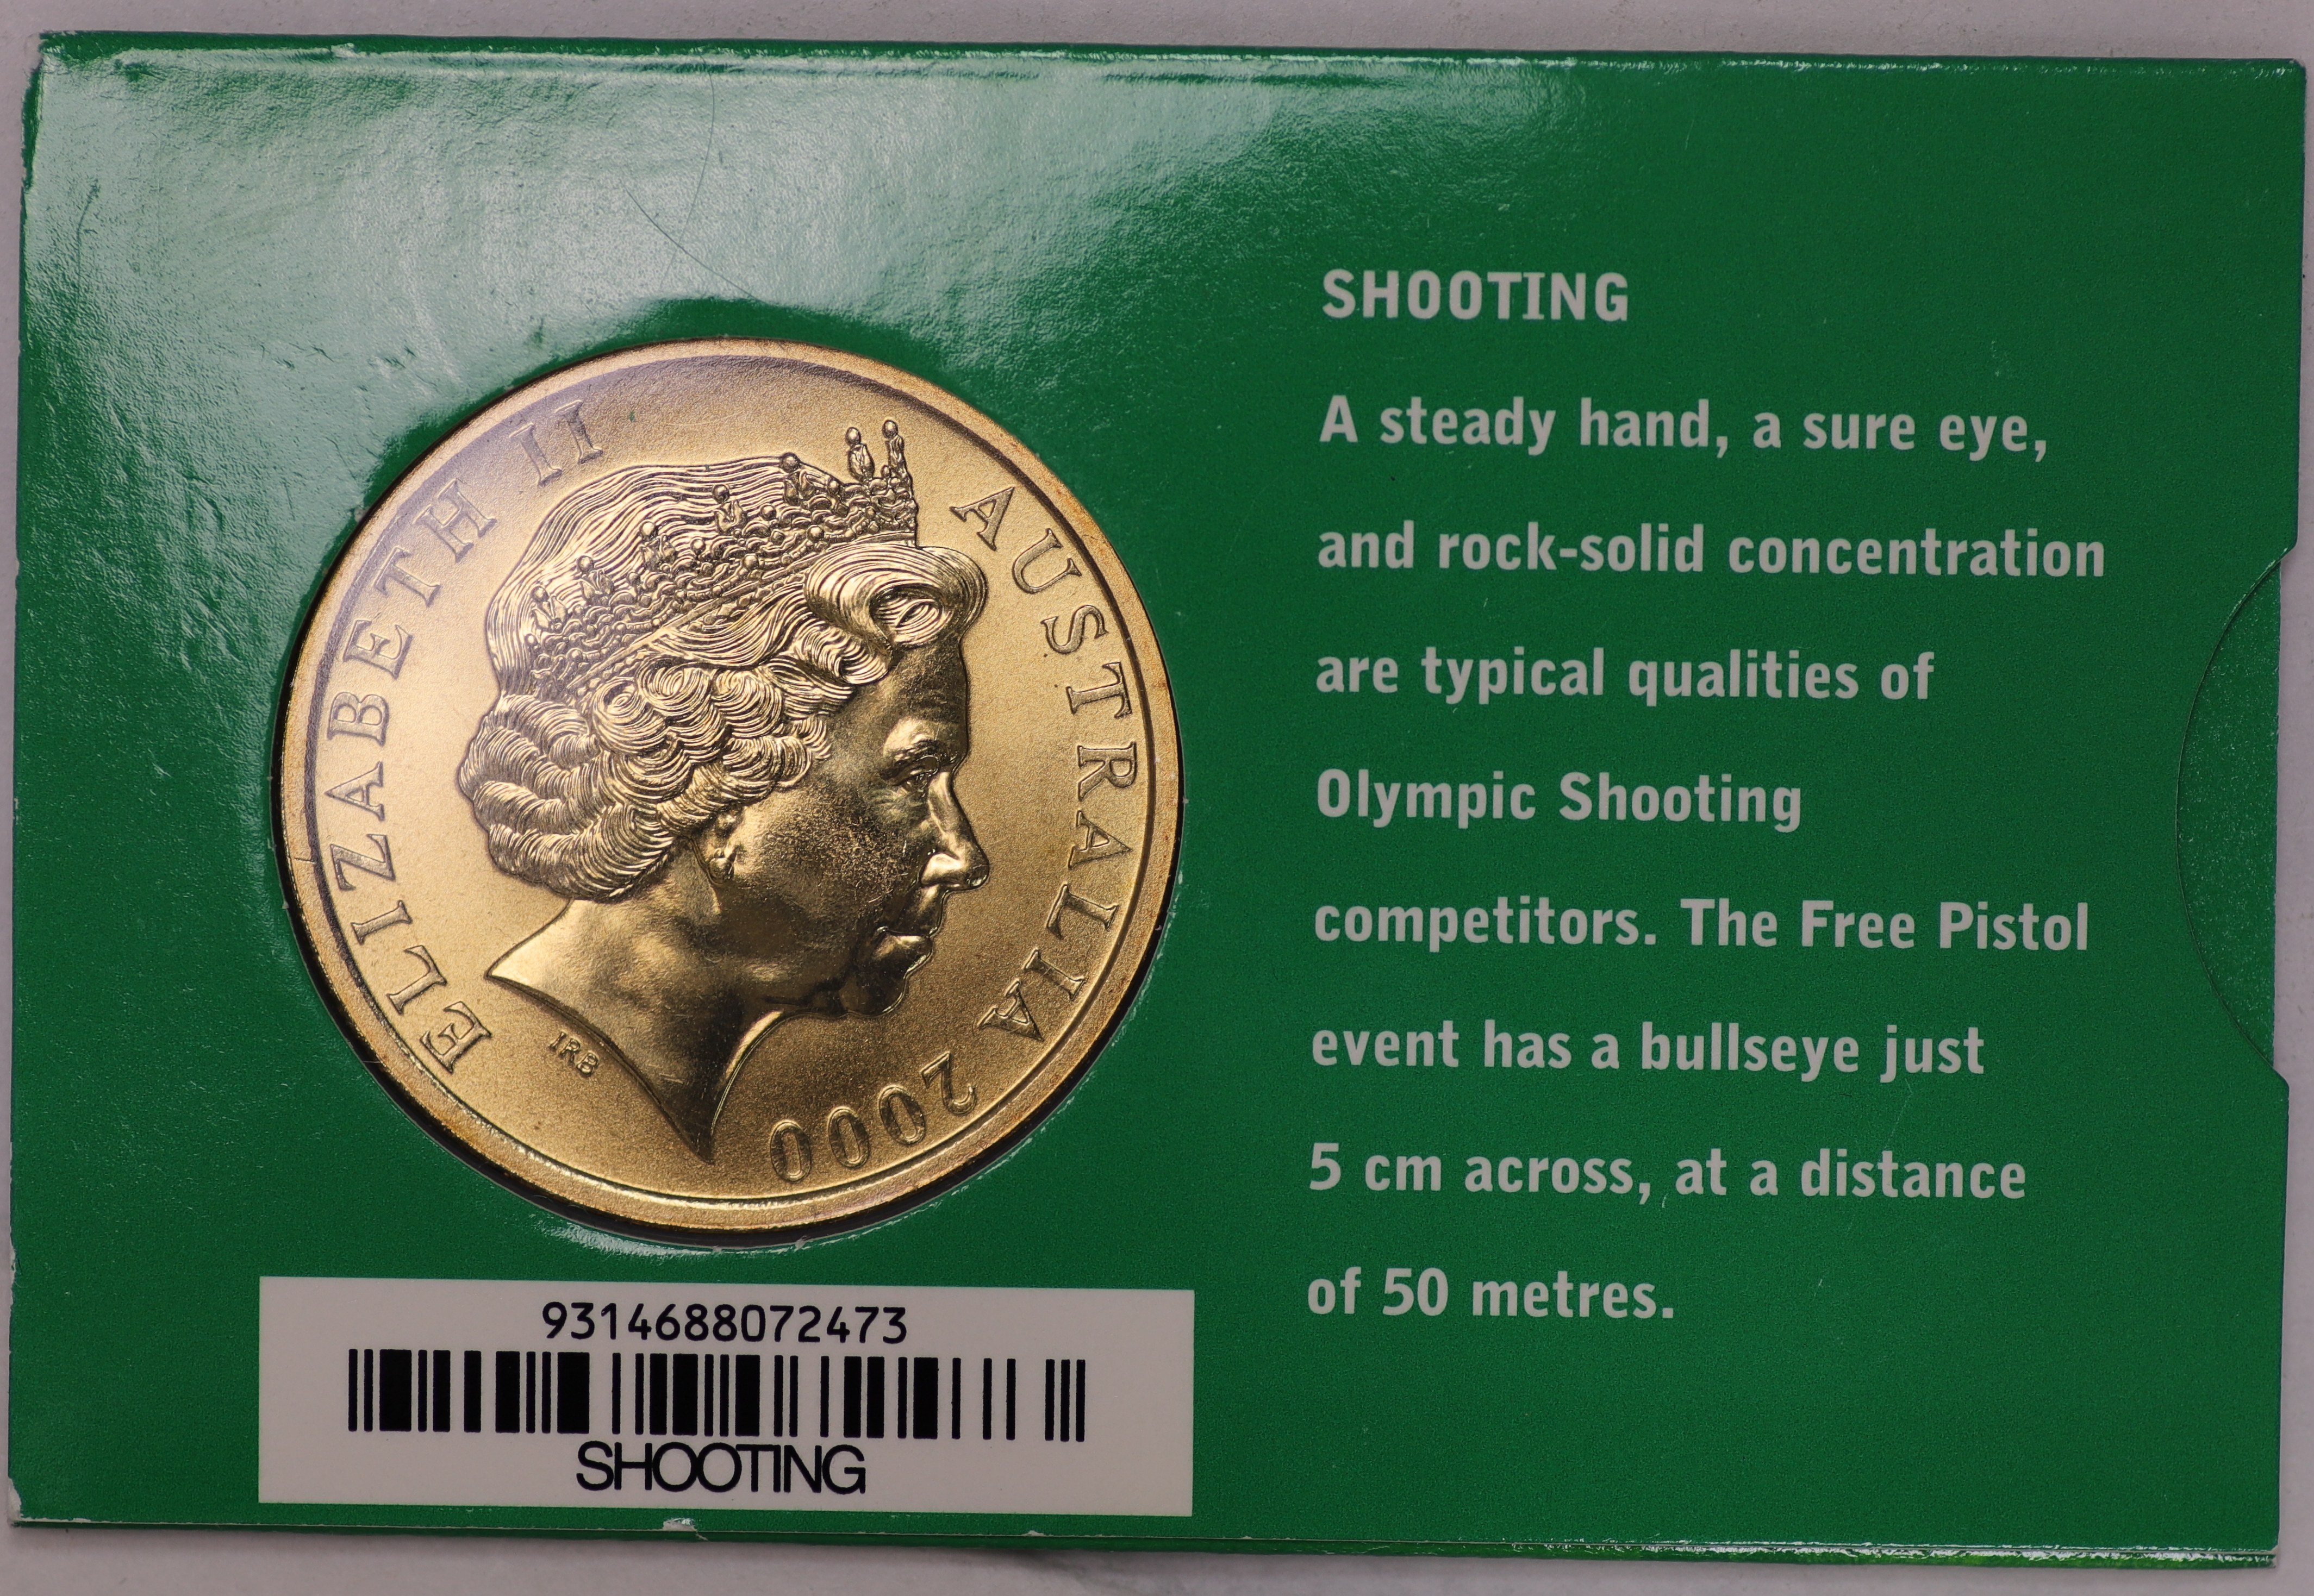 ELIZABETH II AUSTRALIA 2000
IRB
9314688072473
SHOOTING
SHOOTING
A steady hand, a sure eye,
and rock-solid concentration
are typical qualities of
Olympic Shooting
competitors. The Free Pistol
event has a bullseye just
5 cm across, at a distance
of 50 metres.